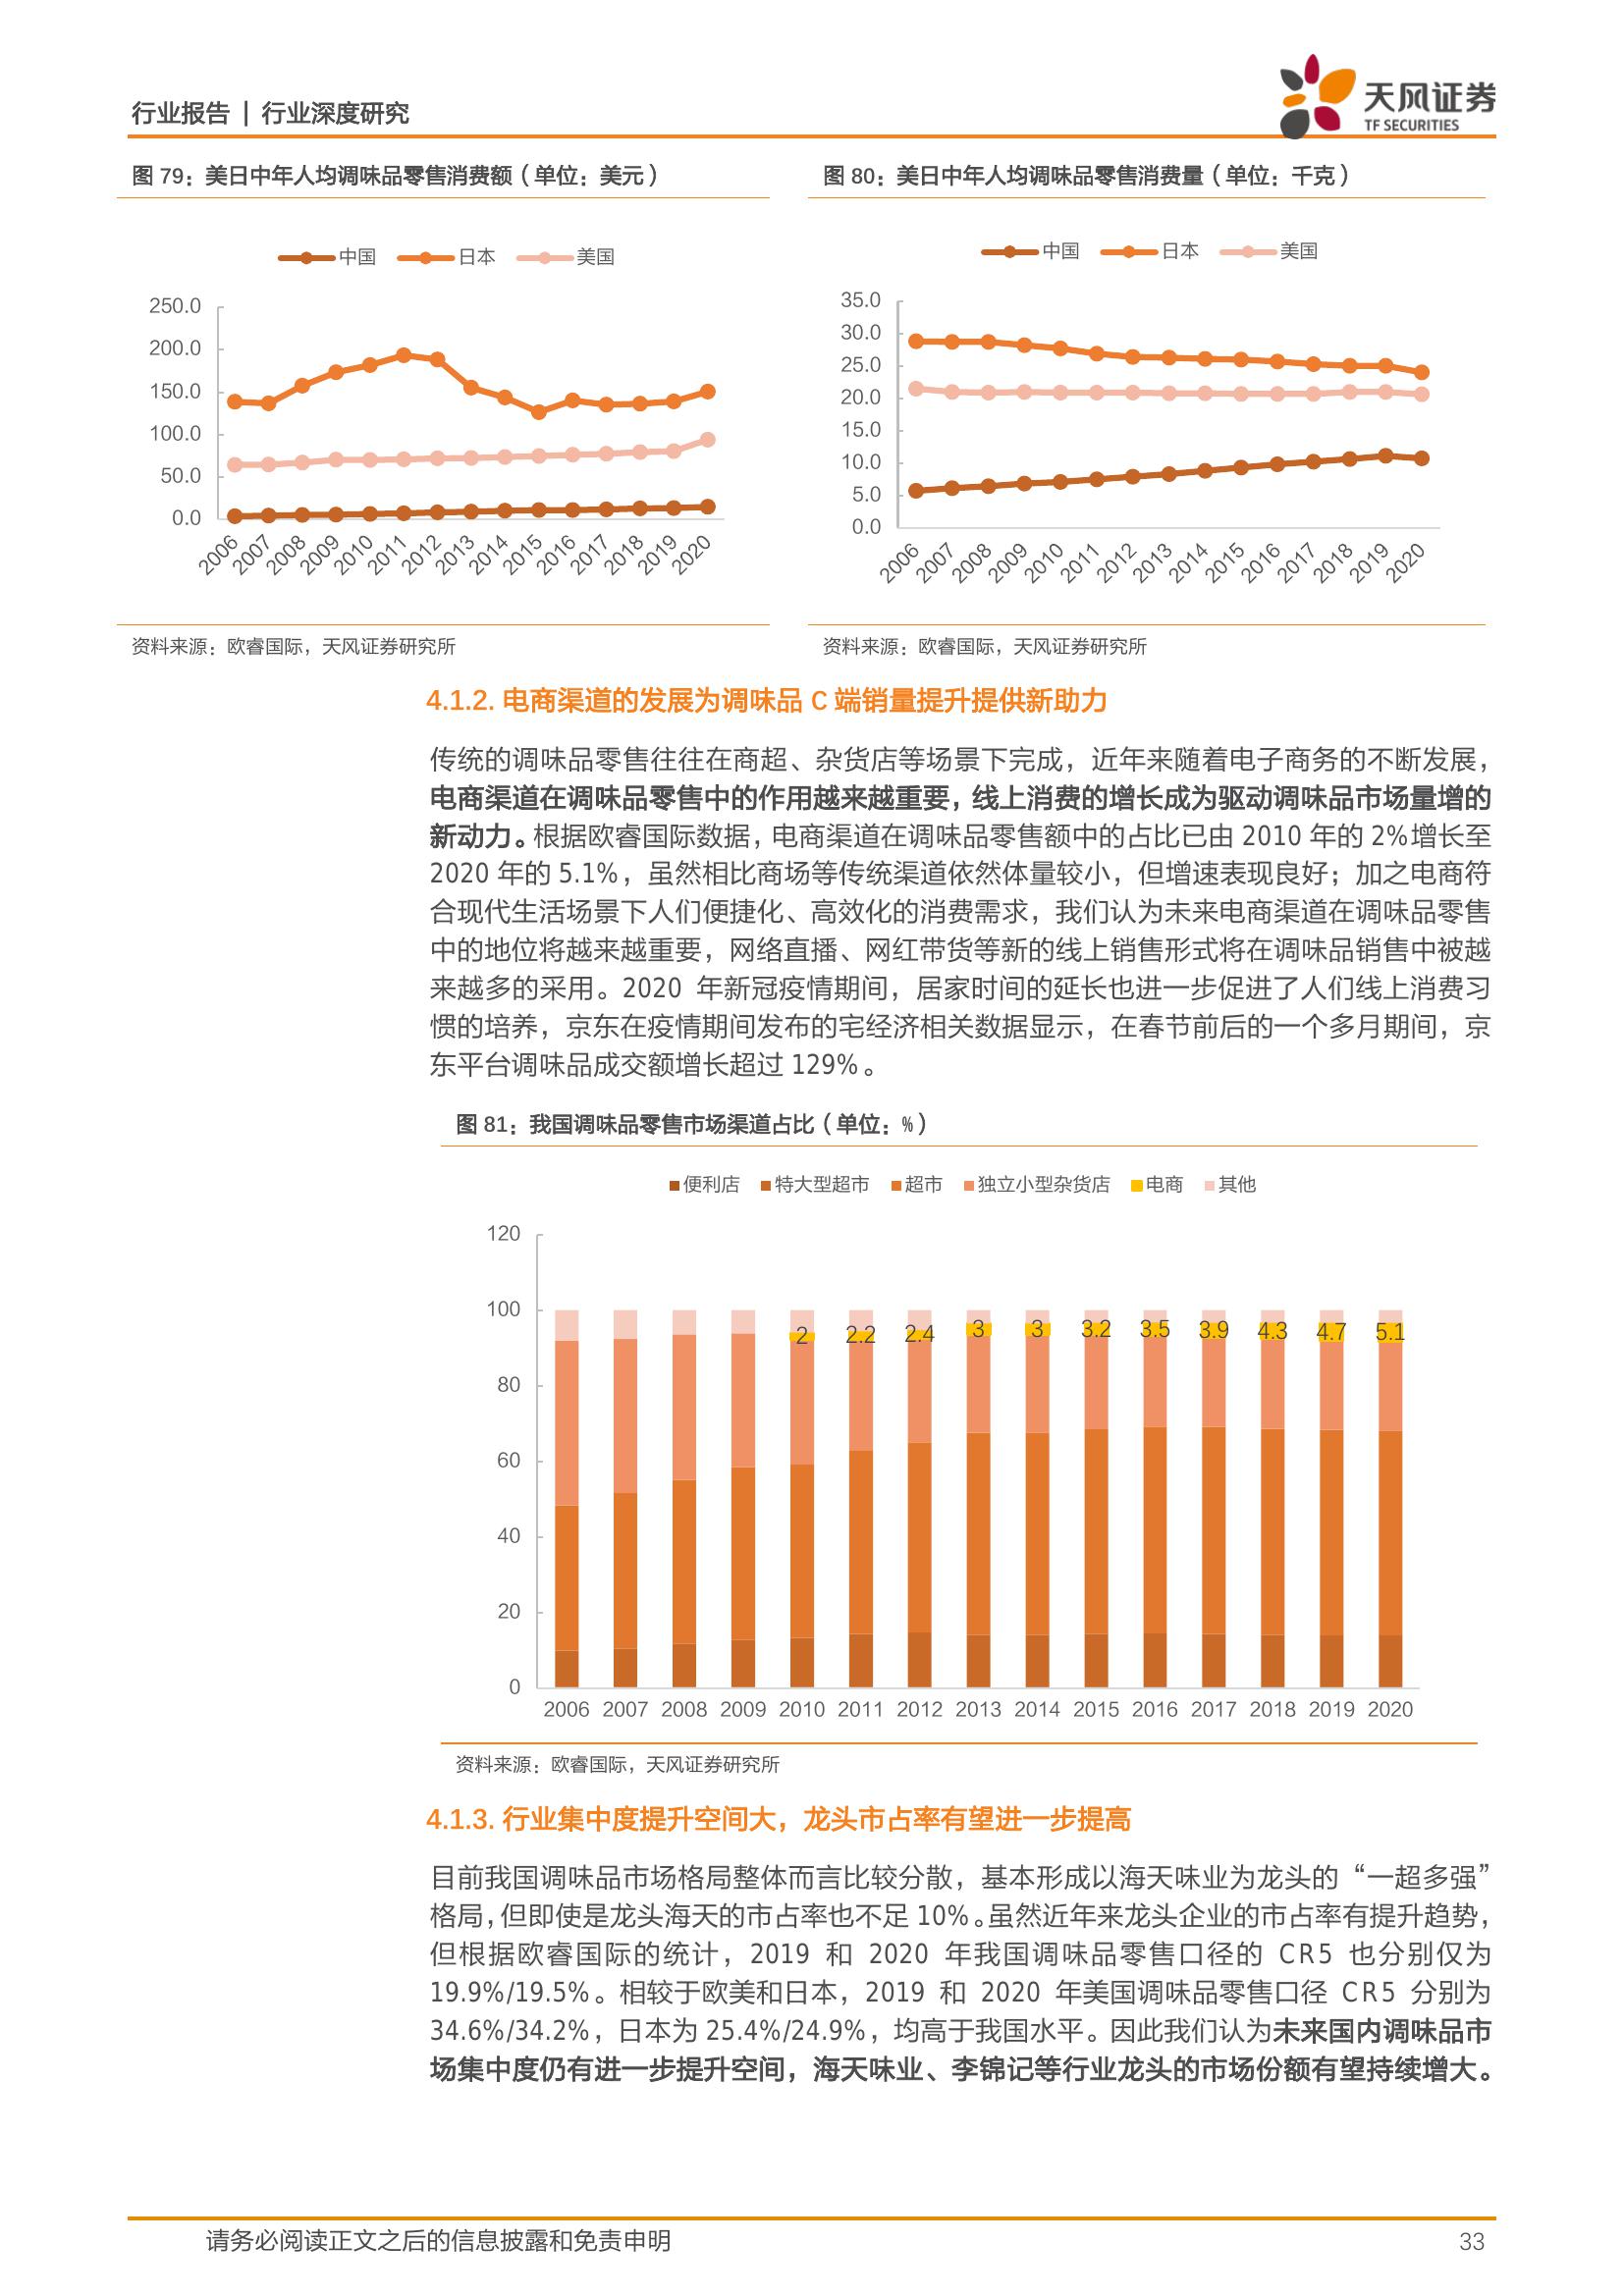 行业报告 | 行业深度研究
天风证券
TF SECURITIES
图 79：美日中年人均调味品零售消费额（单位：美元）
中国 日本 美国
250.0
200.0
150.0
100.0
50.0
0.0
2006 2007 2008 2009 2010 2011 2012 2013 2014 2015 2016 2017 2018 2019 2020
资料来源：欧睿国际，天风证券研究所
图 80：美日中年人均调味品零售消费量（单位：千克）
中国 日本 美国
35.0
30.0
25.0
20.0
15.0
10.0
5.0
0.0
2006 2007 2008 2009 2010 2011 2012 2013 2014 2015 2016 2017 2018 2019 2020
资料来源：欧睿国际，天风证券研究所
4.1.2. 电商渠道的发展为调味品 C 端销量提升提供新助力
传统的调味品零售往往在商超、杂货店等场景下完成，近年来随着电子商务的不断发展，
电商渠道在调味品零售中的作用越来越重要，线上消费的增长成为驱动调味品市场量增的
新动力。根据欧睿国际数据，电商渠道在调味品零售额中的占比已由 2010 年的 2%增长至
2020 年的 5.1%，虽然相比商场等传统渠道依然体量较小，但增速表现良好；加之电商符
合现代生活场景下人们便捷化、高效化的消费需求，我们认为未来电商渠道在调味品零售
中的地位将越来越重要，网络直播、网红带货等新的线上销售形式将在调味品销售中被越
来越多的采用。2020 年新冠疫情期间，居家时间的延长也进一步促进了人们线上消费习
惯的培养，京东在疫情期间发布的宅经济相关数据显示，在春节前后的一个多月期间，京
东平台调味品成交额增长超过 129%。
图 81：我国调味品零售市场渠道占比（单位：%）
便利店 特大型超市 超市 独立小型杂货店 电商 其他
120
100
80
60
40
20
0
2 2.2 2.4 3 3 3.2 3.5 3.9 4.3 4.7 5.1
2006 2007 2008 2009 2010 2011 2012 2013 2014 2015 2016 2017 2018 2019 2020
资料来源：欧睿国际，天风证券研究所
4.1.3. 行业集中度提升空间大，龙头市占率有望进一步提高
目前我国调味品市场格局整体而言比较分散，基本形成以海天味业为龙头的“一超多强”
格局，但即使是龙头海天的市占率也不足 10%。虽然近年来龙头企业的市占率有提升趋势，
但根据欧睿国际的统计，2019 和 2020 年我国调味品零售口径的 CR5 也分别仅为
19.9%/19.5%。相较于欧美和日本，2019 和 2020 年美国调味品零售口径 CR5 分别为
34.6%/34.2%，日本为 25.4%/24.9%，均高于我国水平。因此我们认为未来国内调味品市
场集中度仍有进一步提升空间，海天味业、李锦记等行业龙头的市场份额有望持续增大。
请务必阅读正文之后的信息披露和免责申明
33